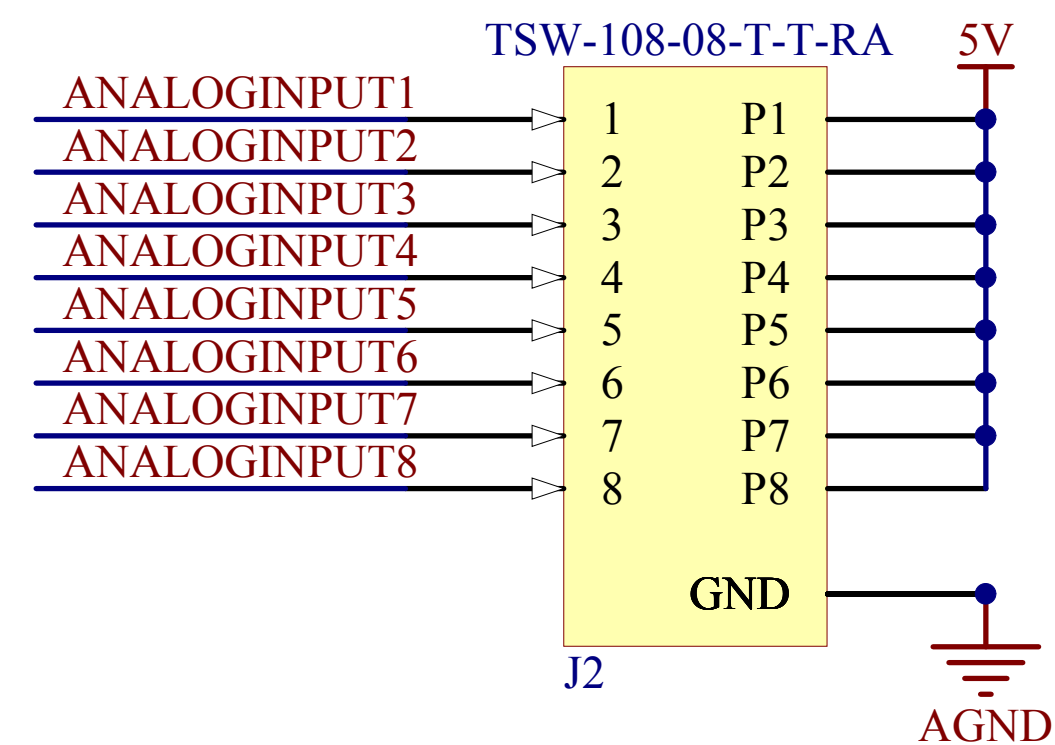 TSW-108-08-T-T-RA 5V
ANALOGINPUT1 1 P1
ANALOGINPUT2 2 P2
ANALOGINPUT3 3 P3
ANALOGINPUT4 4 P4
ANALOGINPUT5 5 P5
ANALOGINPUT6 6 P6
ANALOGINPUT7 7 P7
ANALOGINPUT8 8 P8
GND
J2
AGND